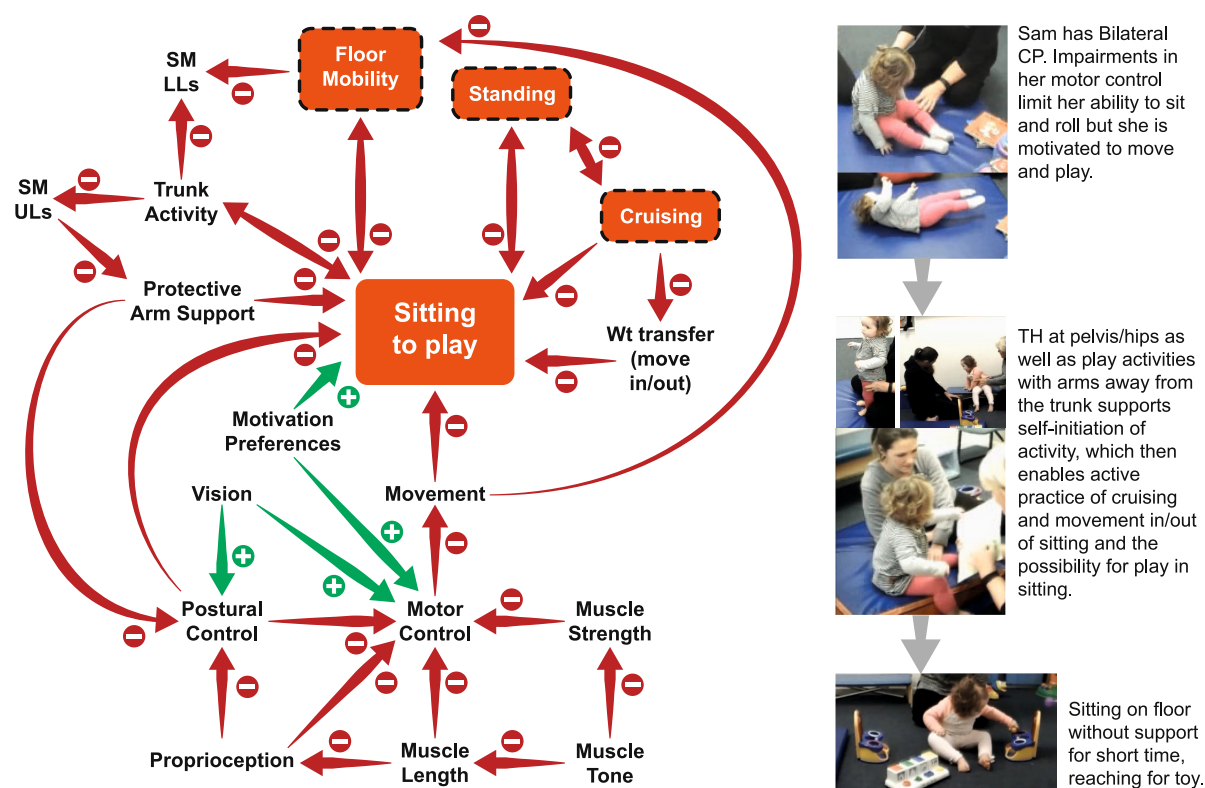 SM
LLs
Floor
Mobility
Standing
SM
ULs
Trunk
Activity
Cruising
Protective
Arm Support
Sitting
to play
Wt transfer
(move
in/out)
Motivation
Preferences
Vision
Movement
Postural
Control
Motor
Control
Muscle
Strength
Proprioception
Muscle
Length
Muscle
Tone
Sam has Bilateral
CP. Impairments in
her motor control
limit her ability to sit
and roll but she is
motivated to move
and play.
TH at pelvis/hips as
well as play activities
with arms away from
the trunk supports
self-initiation of
activity, which then
enables active
practice of cruising
and movement in/out
of sitting and the
possibility for play in
sitting.
Sitting on floor
without support
for short time,
reaching for toy.